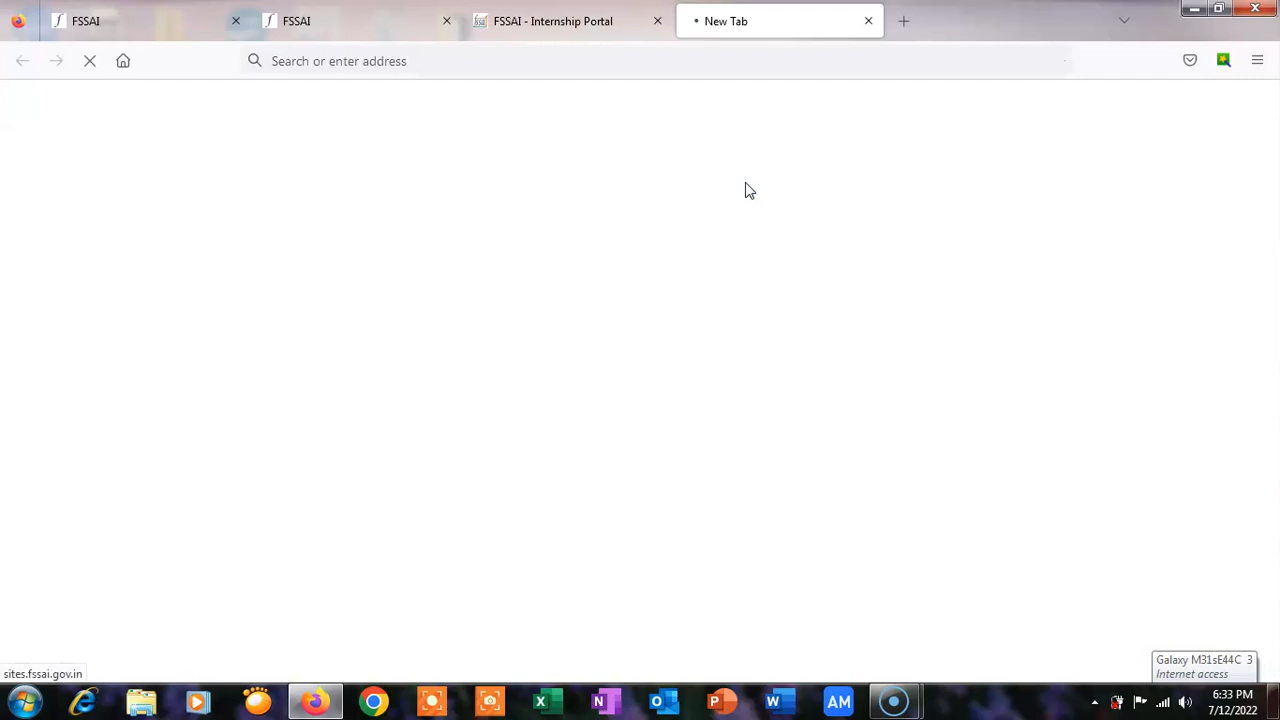 FSSAI
FSSAI
FSSAI - Internship Portal
New Tab
Search or enter address
sites.fssai.gov.in
Galaxy M31sE44C 3
Internet access
AM
6:33 PM
7/12/2022